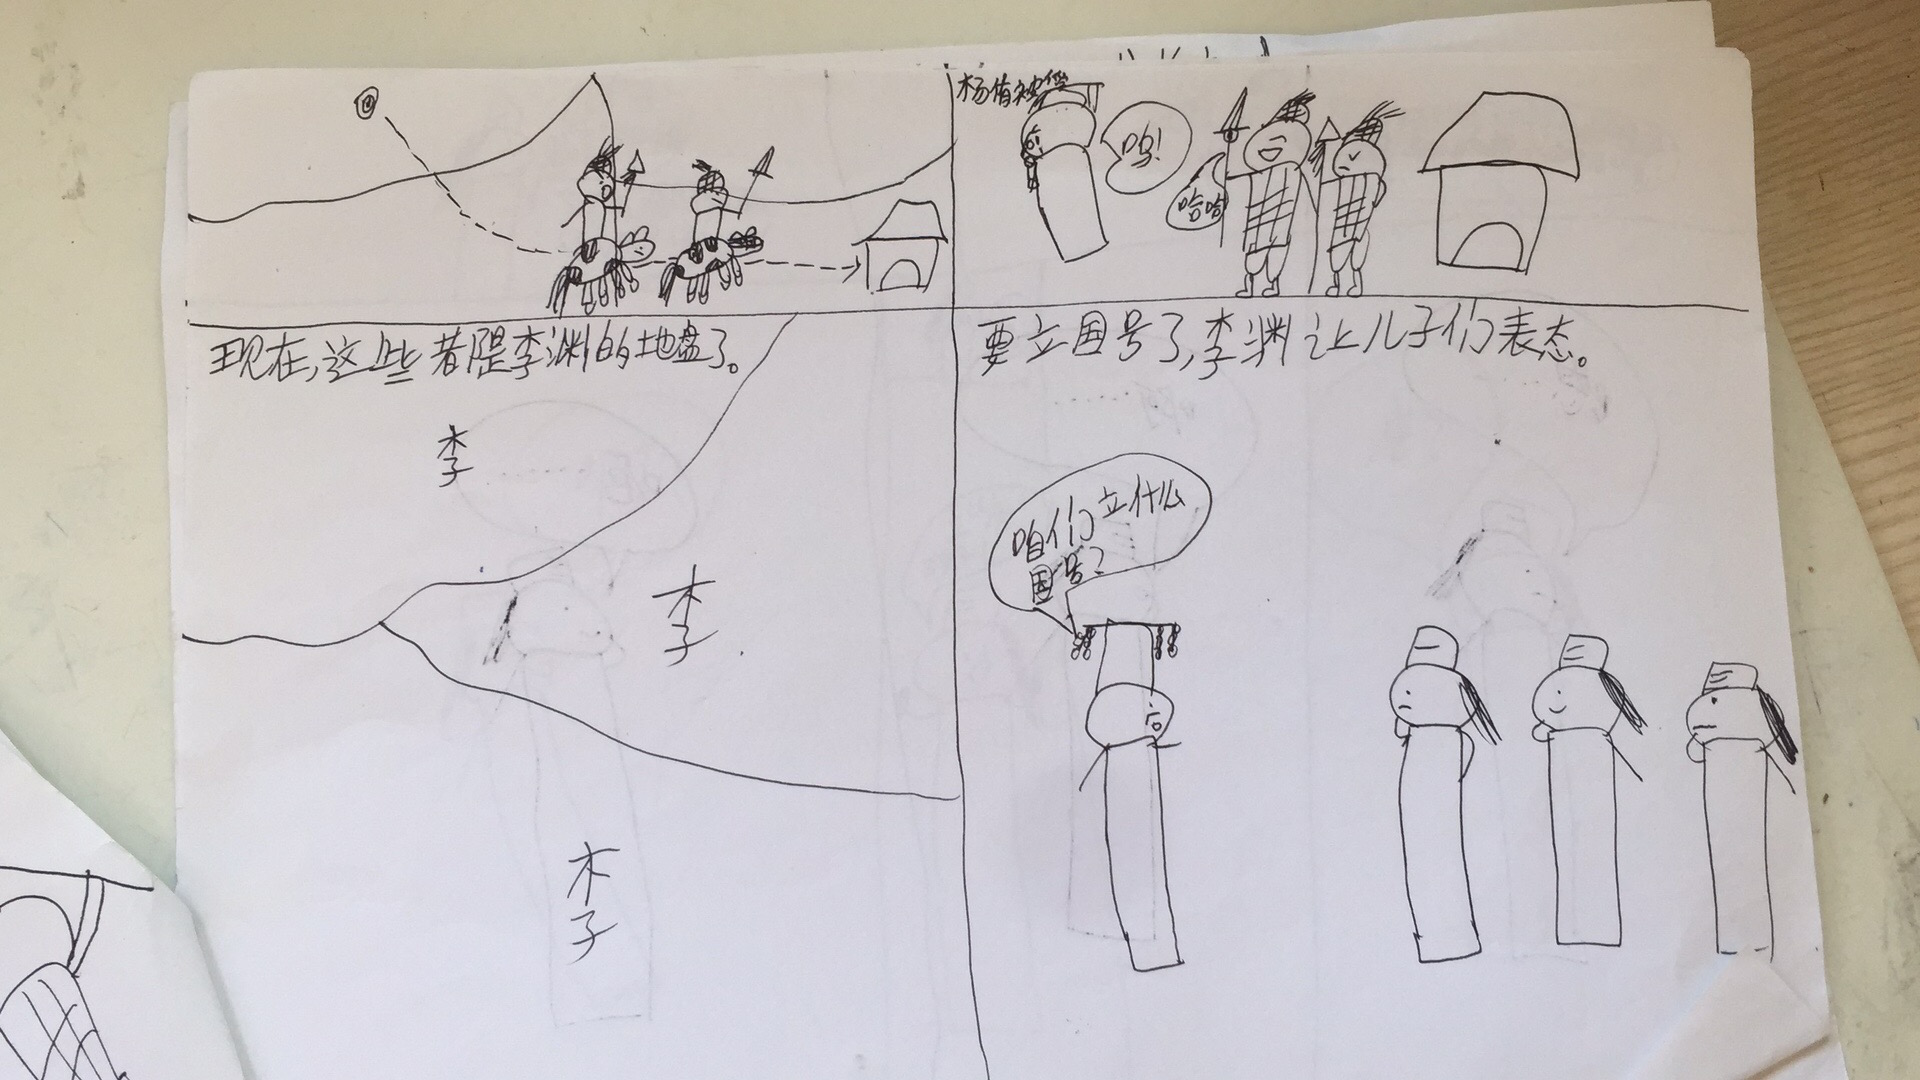 杨侑被俘
呜!
哈哈
现在,这些都是李渊的地盘了。
李
李
李
要立国号了,李渊让儿子们表态。
咱们立什么
国号?